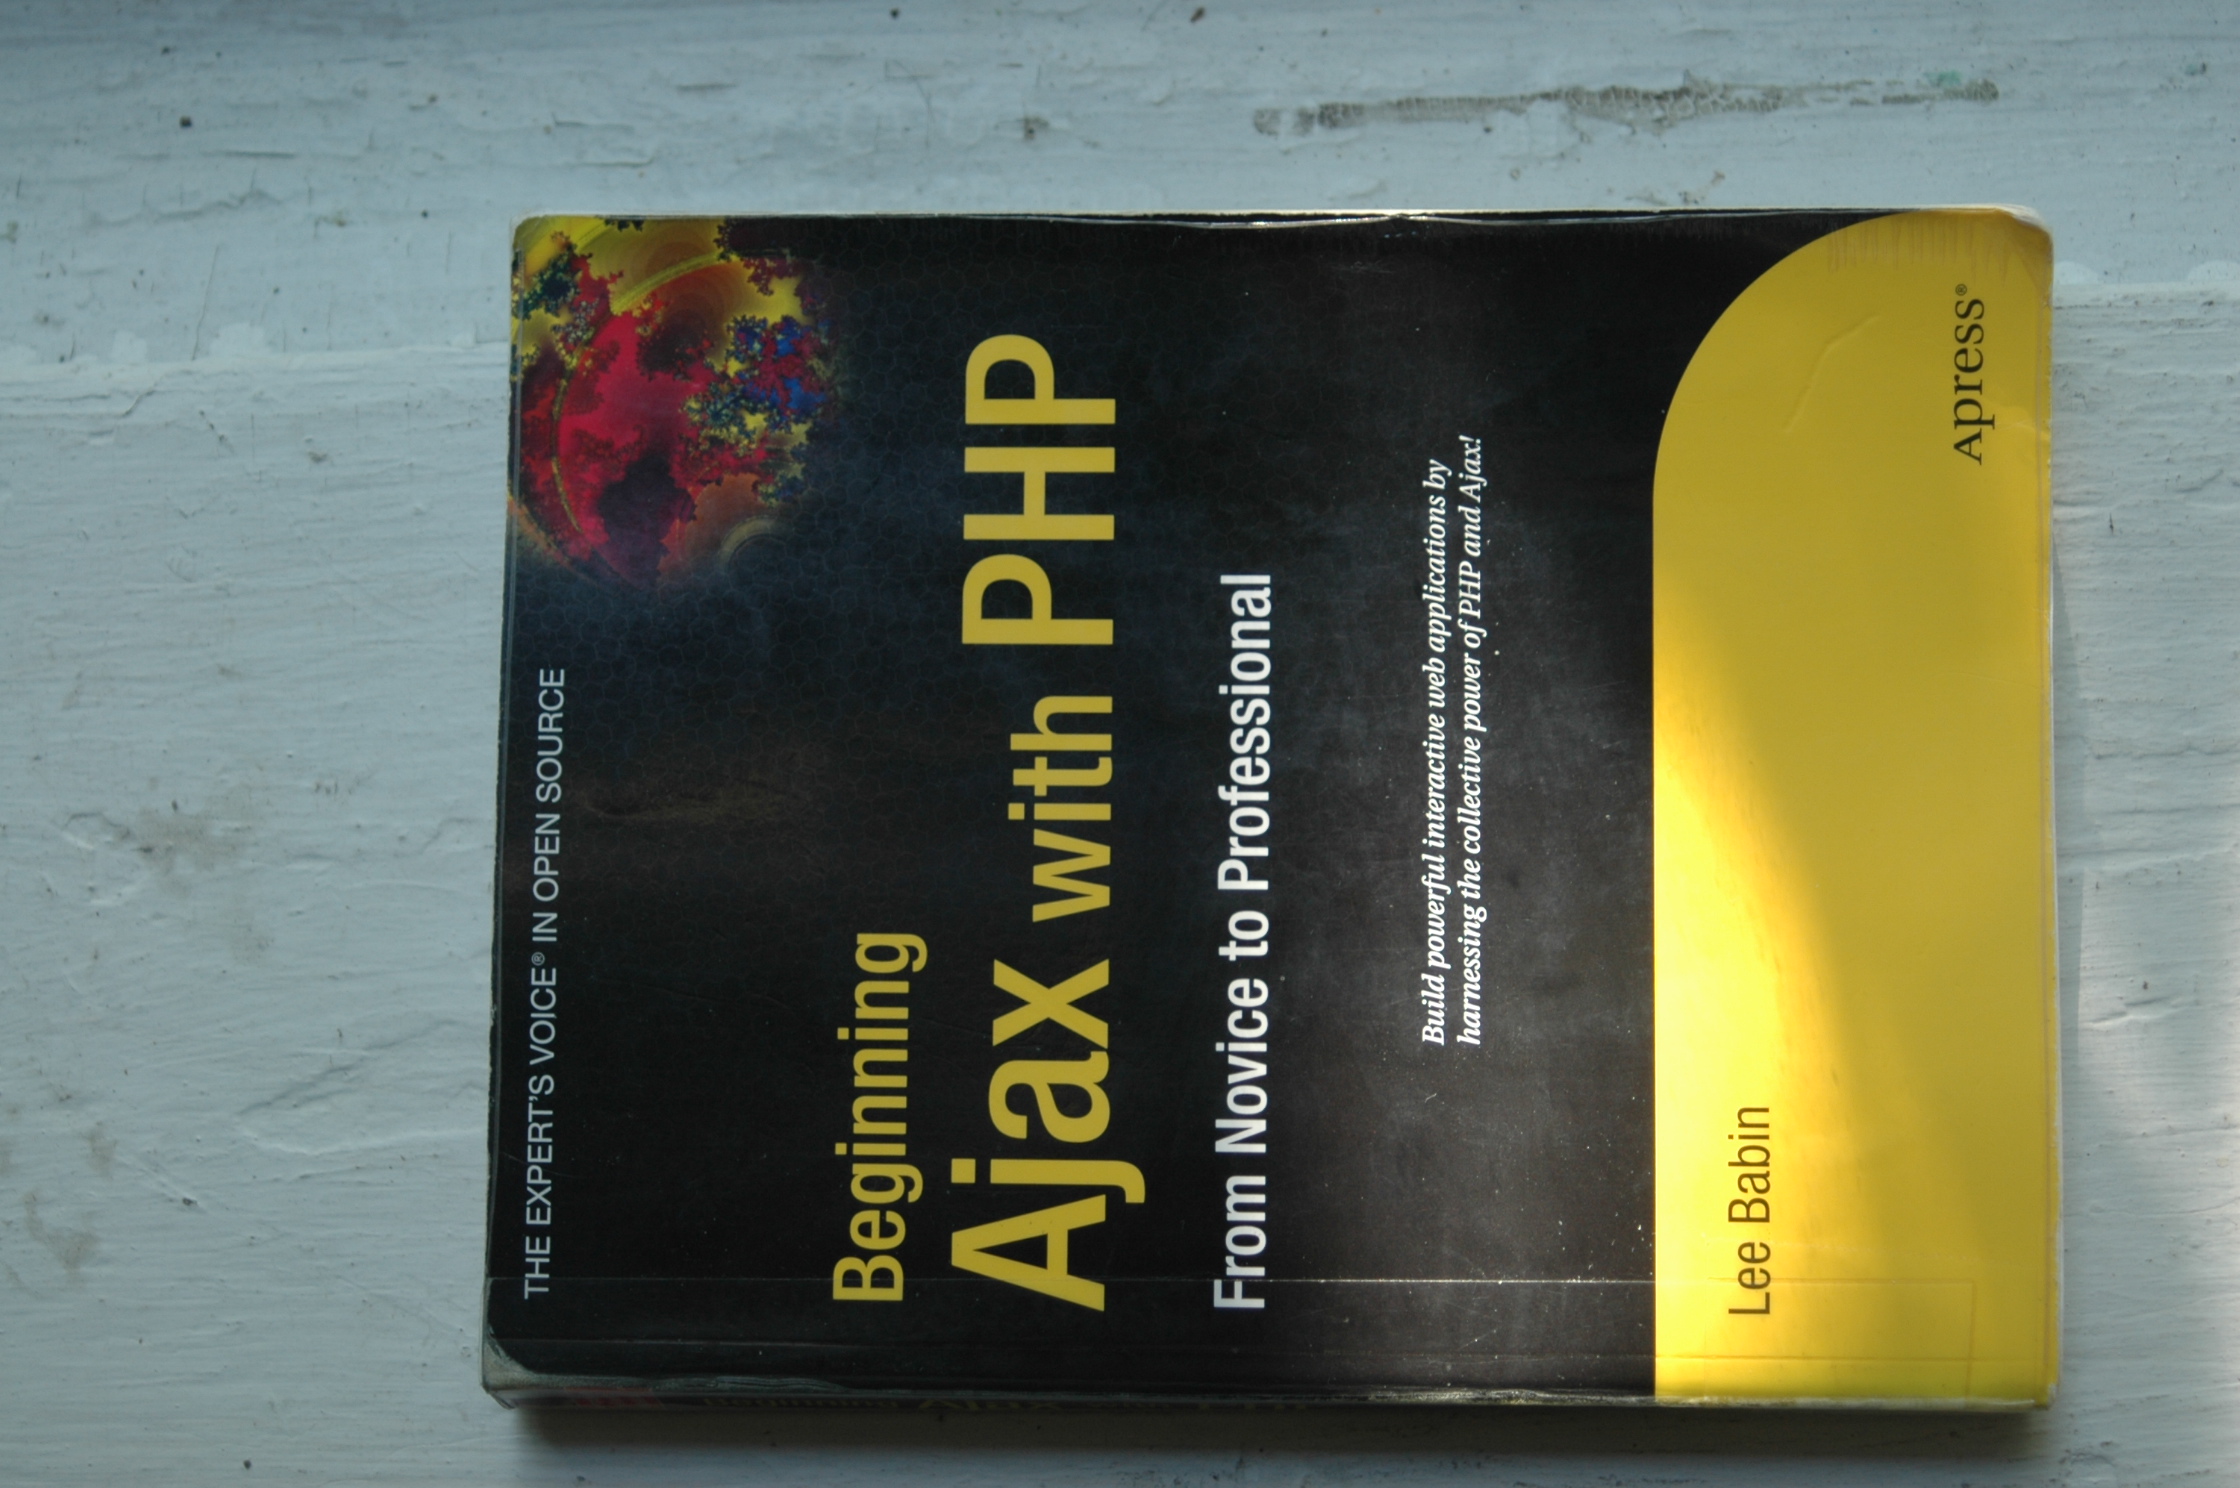 THE EXPERT'S VOICE® IN OPEN SOURCE
Beginning
Ajax with PHP
From Novice to Professional
Build powerful interactive web applications by
harnessing the collective power of PHP and Ajax!
Lee Babin
Apress®